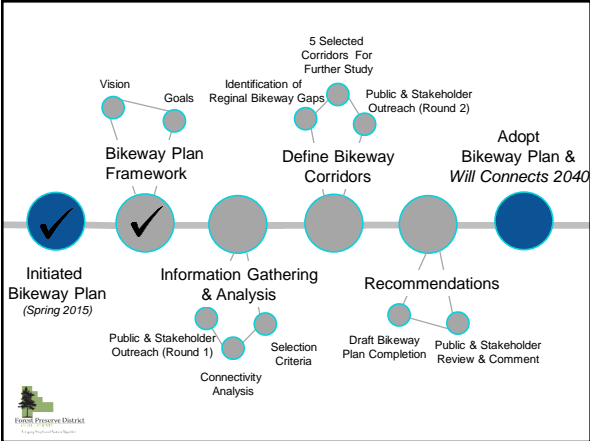 5 Selected
Corridors For
Further Study
Vision
Goals
Identification of
Reginal Bikeway Gaps
Public & Stakeholder
Outreach (Round 2)
Bikeway Plan
Framework
Define Bikeway
Corridors
Adopt
Bikeway Plan &
Will Connects 2040
Initiated
Bikeway Plan
(Spring 2015)
Information Gathering
& Analysis
Recommendations
Public & Stakeholder
Outreach (Round 1)
Connectivity
Analysis
Selection
Criteria
Draft Bikeway
Plan Completion
Public & Stakeholder
Review & Comment
Forest Preserve District